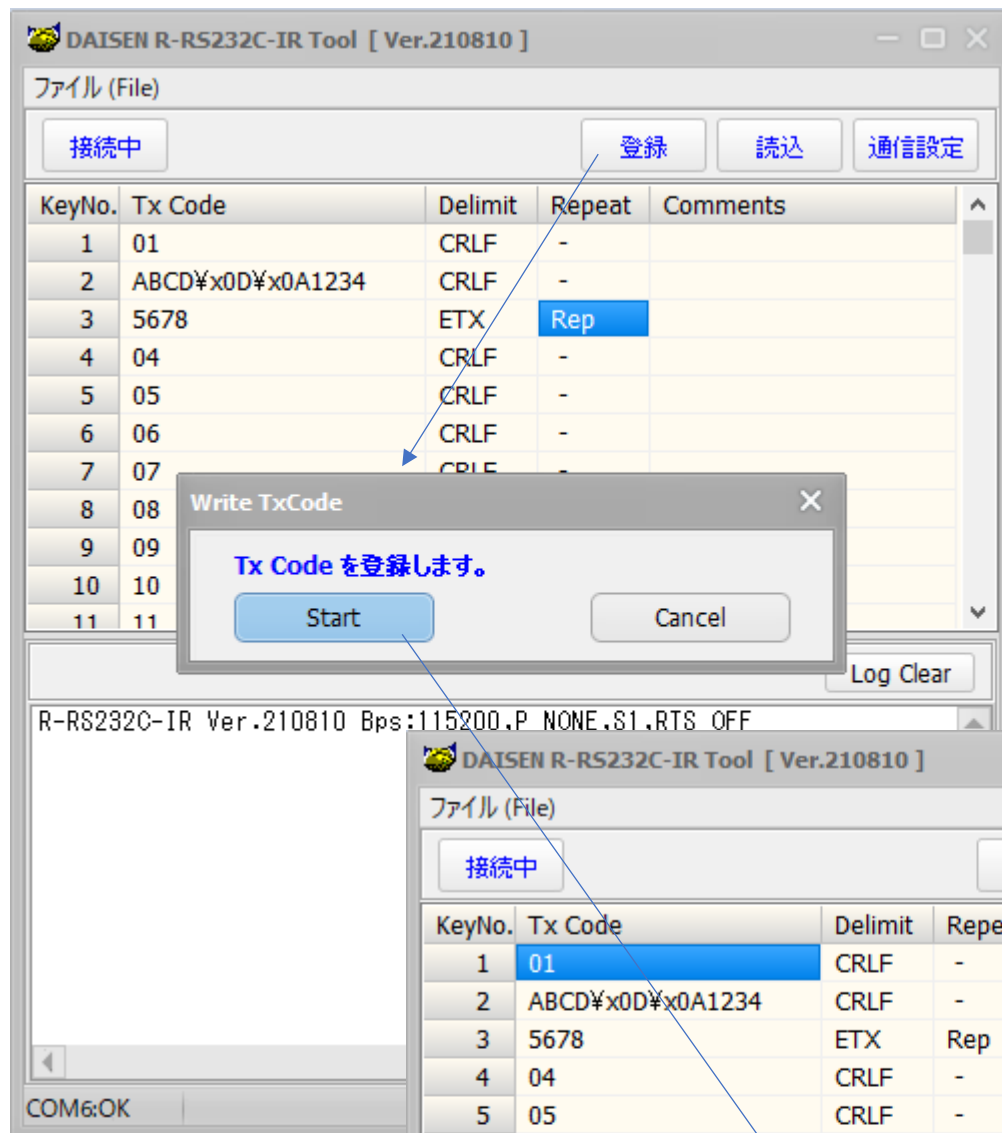 DAISEN R-RS232C-IR Tool [ Ver.210810 ]
ファイル (File)
接続中 登録 読込 通信設定
KeyNo. Tx Code Delimit Repeat Comments
1 01 CRLF -
2 ABCD¥x0D¥x0A1234 CRLF -
3 5678 ETX Rep
4 04 CRLF -
5 05 CRLF -
6 06 CRLF -
7 07 CRLF -
8 08
9 09
10 10
11 11
Write TxCode
Tx Code を登録します。
Start Cancel
Log Clear
R-RS232C-IR Ver.210810 Bps:115200,P NONE,S1,RTS OFF
COM6:OK
DAISEN R-RS232C-IR Tool [ Ver.210810 ]
ファイル (File)
接続中
KeyNo. Tx Code Delimit Repe
1 01 CRLF -
2 ABCD¥x0D¥x0A1234 CRLF -
3 5678 ETX Rep
4 04 CRLF -
5 05 CRLF -